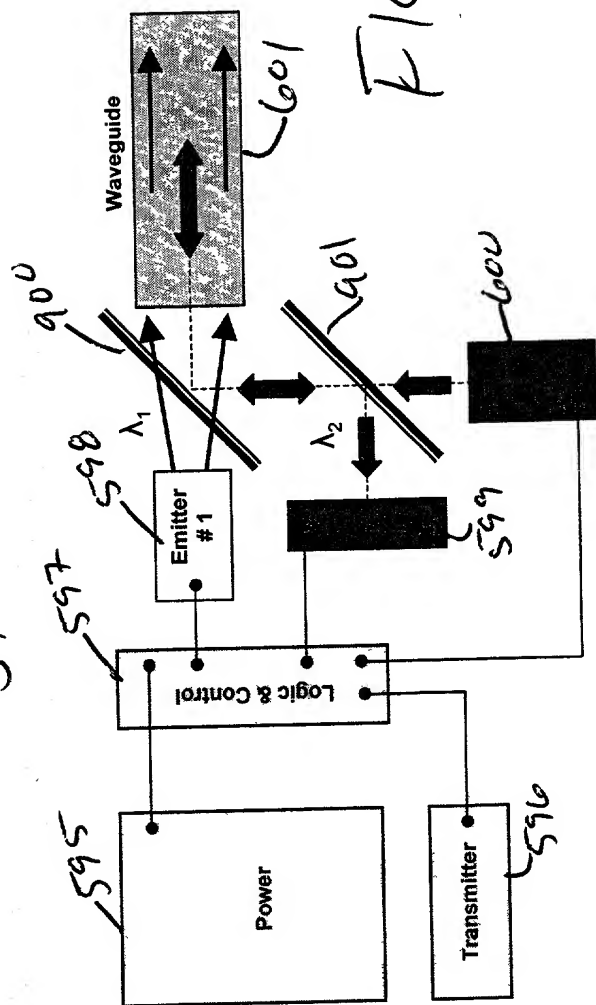 Waveguide
601
900
λ1
598
Emitter
# 1
597
Logic & Control
595
Power
596
Transmitter
599
λ2
901
600